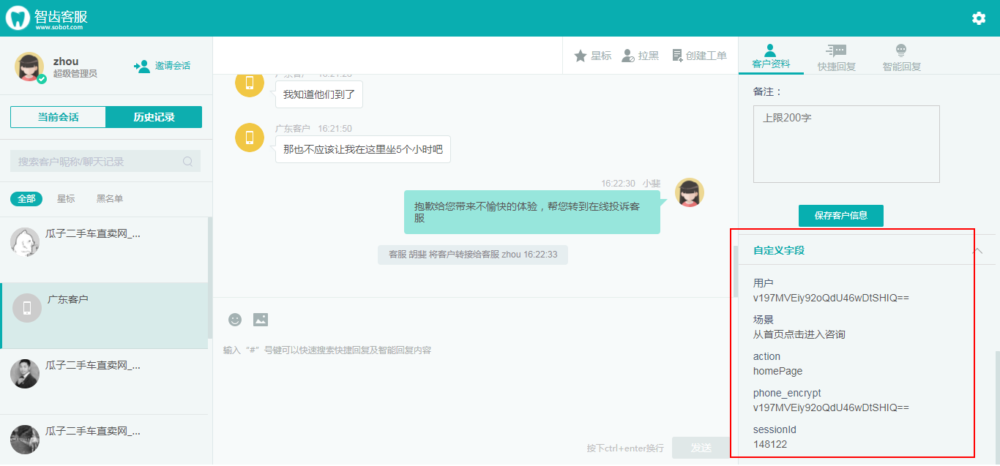 智齿客服
www.sobot.com
zhou
超级管理员
邀请会话
当前会话
历史记录
搜索客户昵称/聊天记录
全部
星标
黑名单
瓜子二手车直卖网_...
广东客户
瓜子二手车直卖网_...
瓜子二手车直卖网_...
星标
拉黑
创建工单
广东客户 16:21:28
我知道他们到了
广东客户 16:21:50
那也不应该让我在这里坐5个小时吧
16:22:30 小斐
抱歉给您带来不愉快的体验，帮您转到在线投诉客
服
客服 胡斐 将客户转接给客服 zhou 16:22:33
输入 “#” 号键可以快速搜索快捷回复及智能回复内容
按下ctrl+enter换行
发送
客户资料
快捷回复
智能回复
备注：
上限200字
保存客户信息
自定义字段
用户
v197MVEiy92oQdU46wDtSHIQ==
场景
从首页点击进入咨询
action
homePage
phone_encrypt
v197MVEiy92oQdU46wDtSHIQ==
sessionId
148122